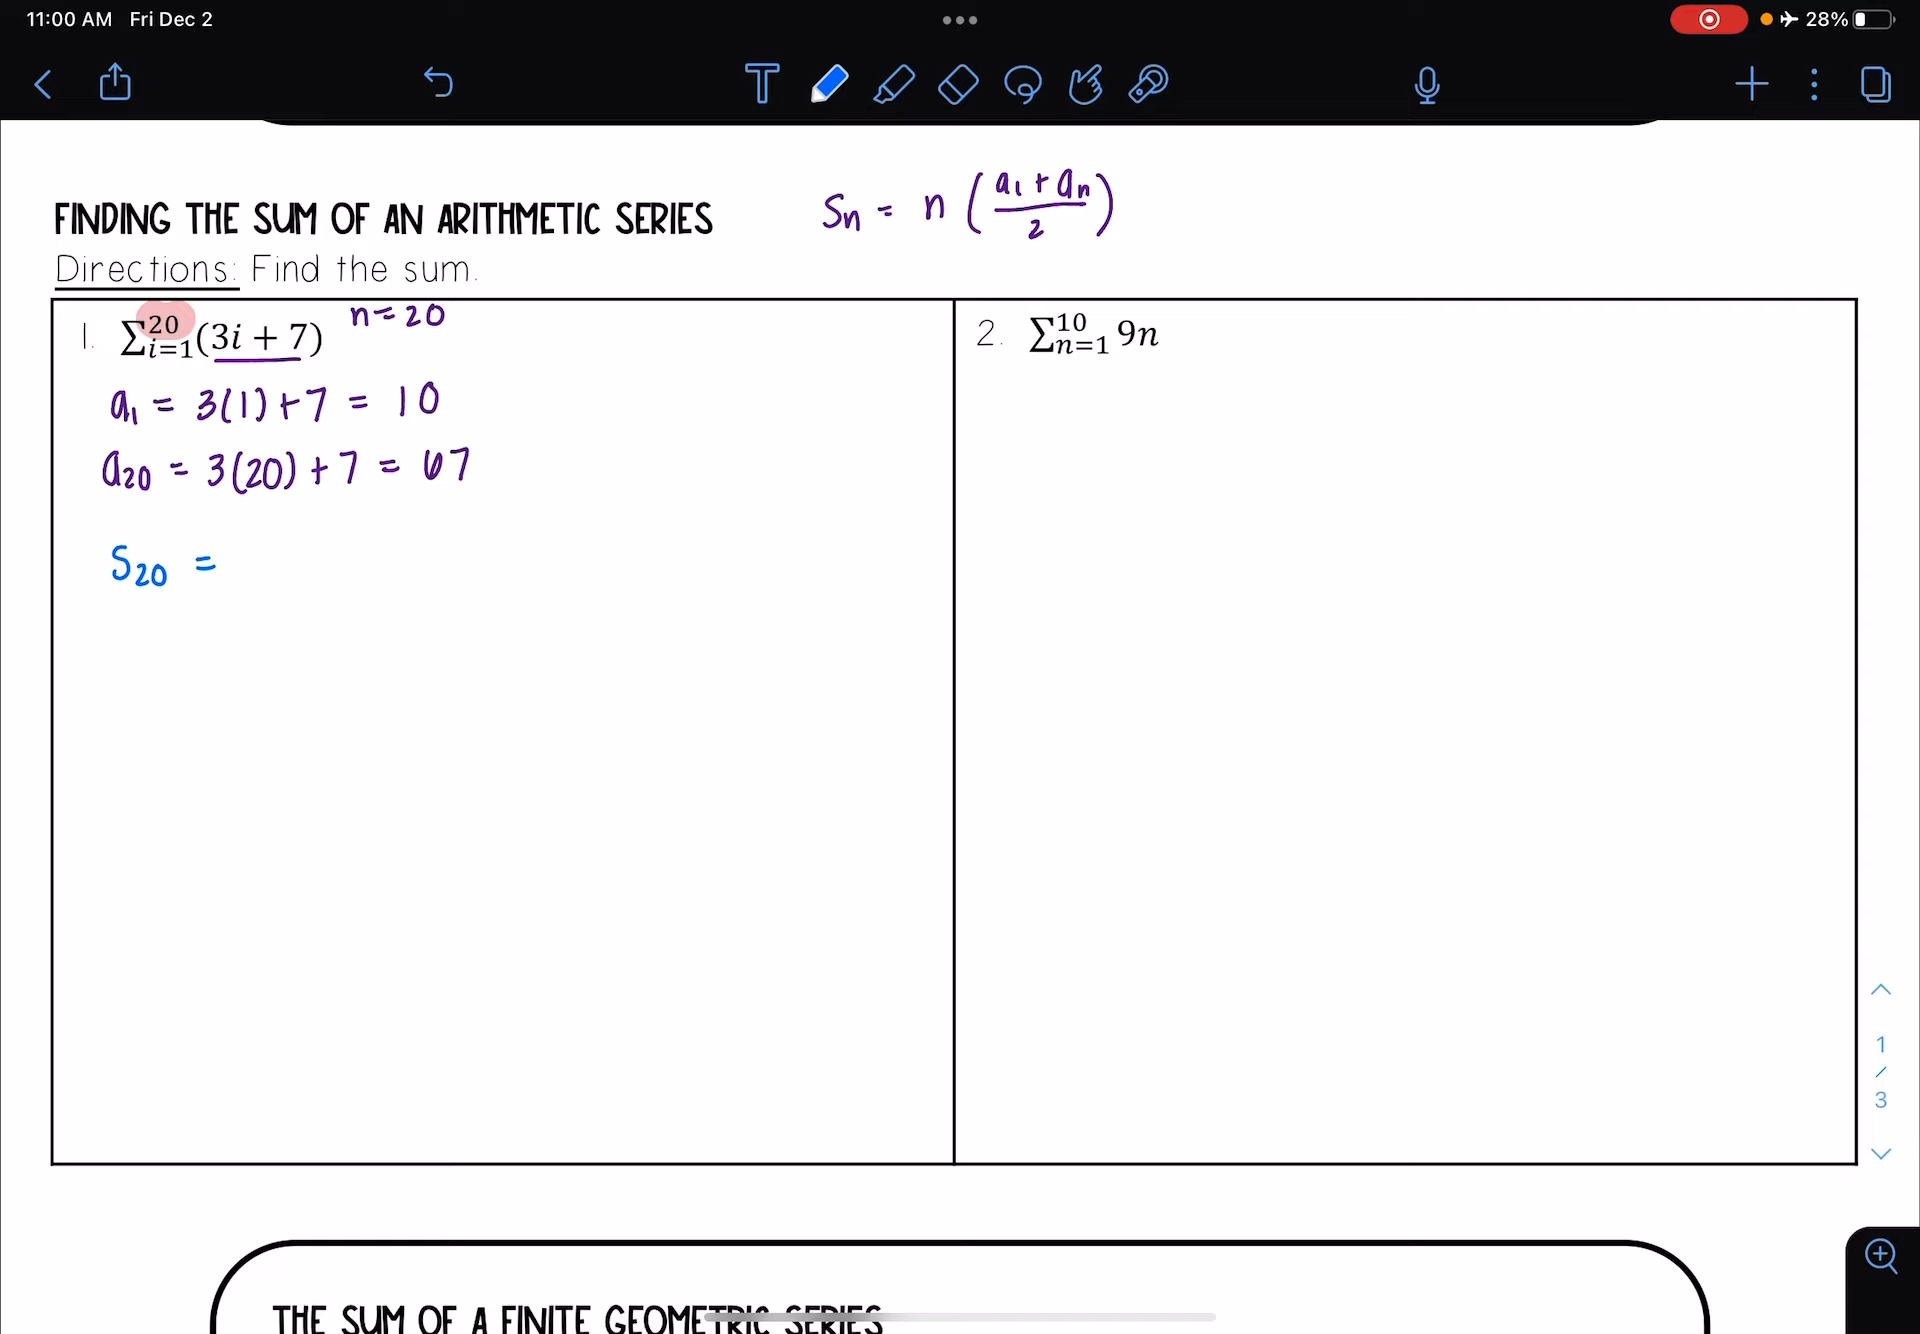 11:00 AM Fri Dec 2
28%
FINDING THE SUM OF AN ARITHMETIC SERIES
Sn = n (a1 + an / 2)
Directions: Find the sum.
1. ∑²⁰ᵢ₌₁(3i + 7) n = 20
a1 = 3(1) + 7 = 10
a20 = 3(20) + 7 = 67
S20 =
2. ∑¹⁰ₙ₌₁ 9n
1
/
3
THE SUM OF A FINITE GEOMETRIC SERIES